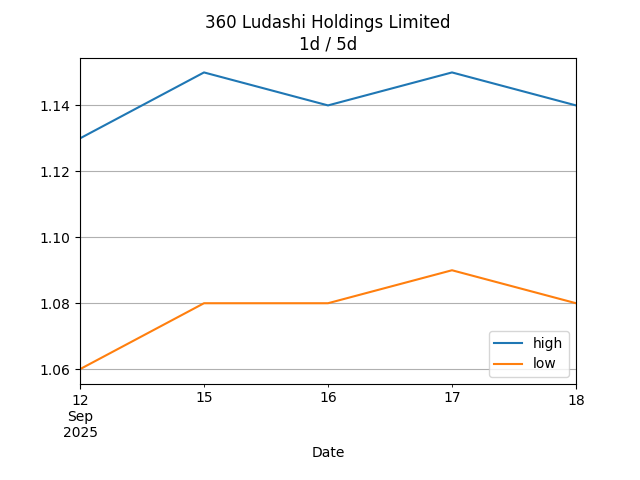 360 Ludashi Holdings Limited
1d / 5d
1.14
1.12
1.10
1.08
1.06
high
low
12 15 16 17 18
Sep
2025
Date